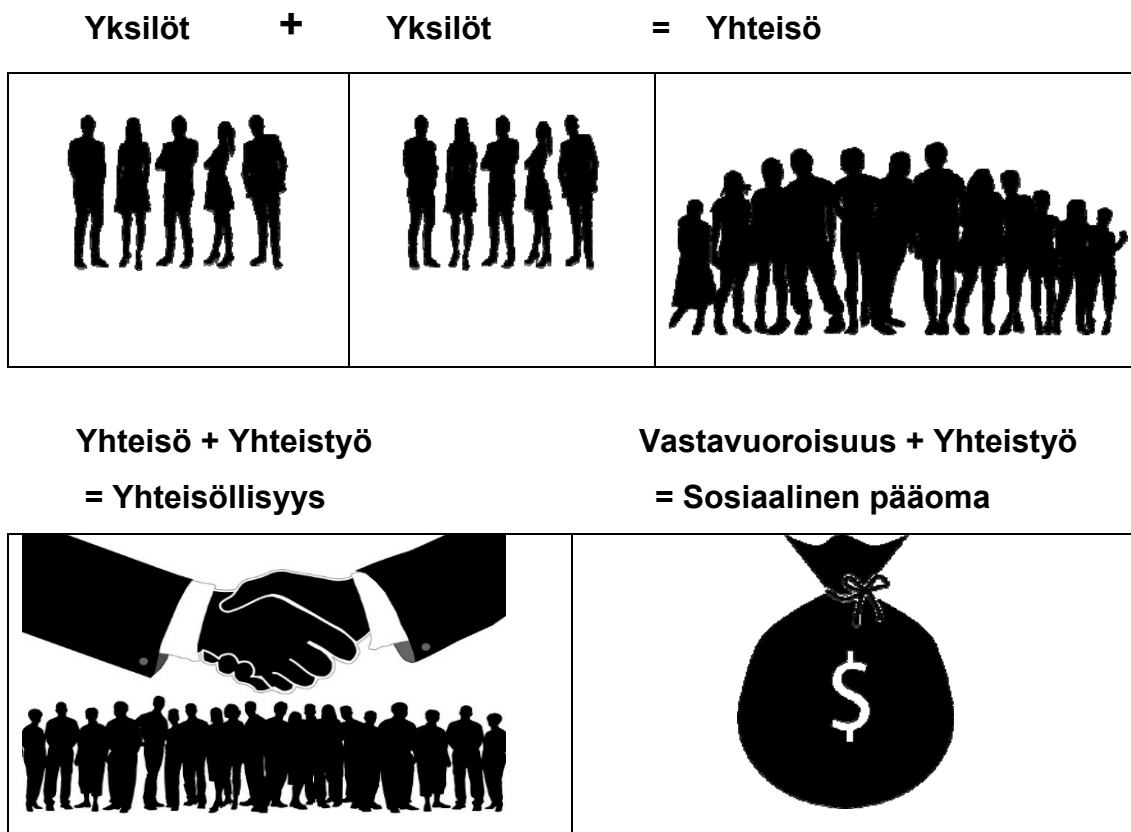 Yksilöt + Yksilöt = Yhteisö
Yhteisö + Yhteistyö
= Yhteisöllisyys
Vastavuoroisuus + Yhteistyö
= Sosiaalinen pääoma
$